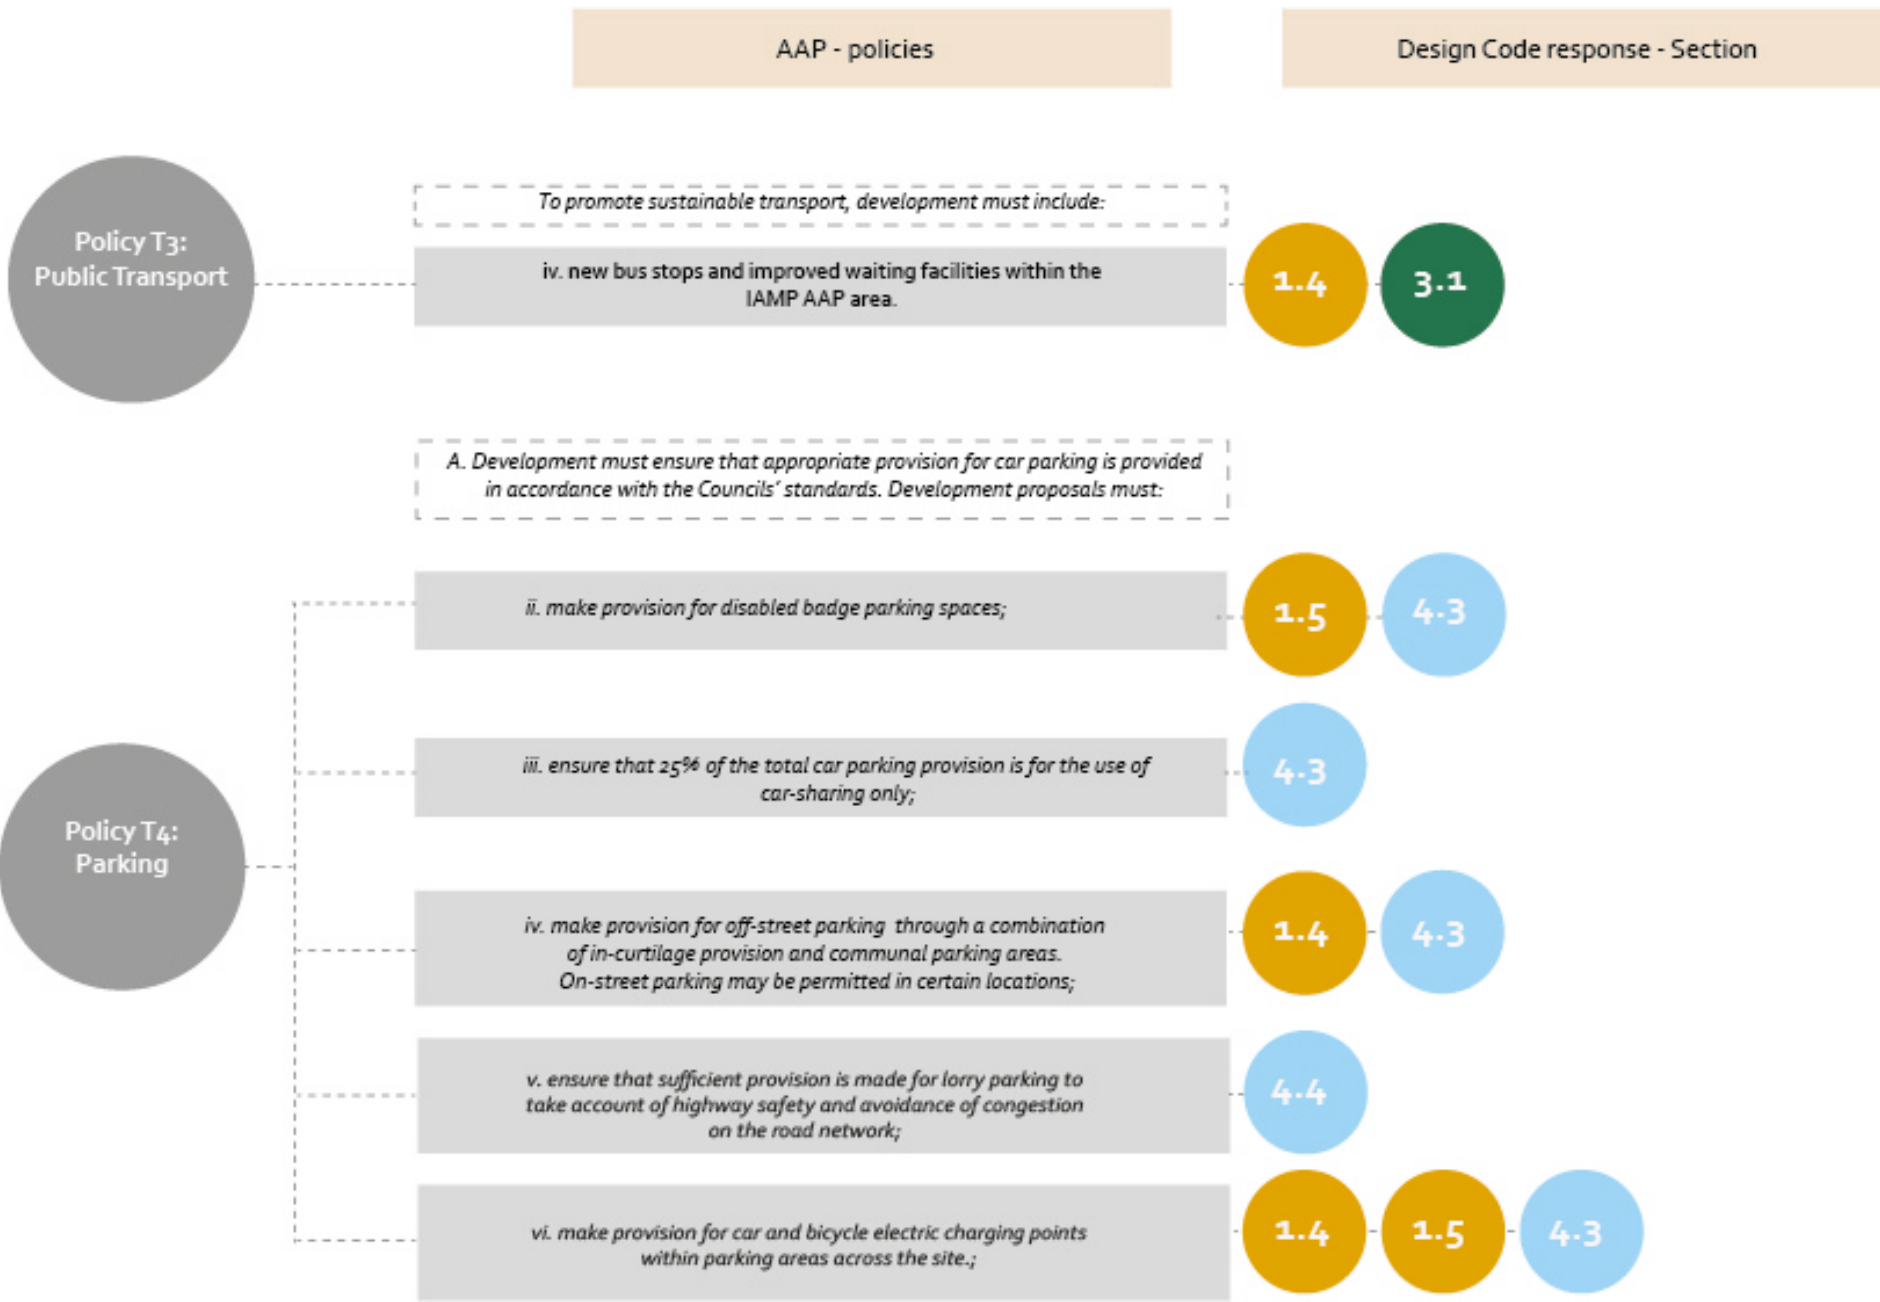 AAP - policies
Design Code response - Section
Policy T3:
Public Transport
To promote sustainable transport, development must include:
iv. new bus stops and improved waiting facilities within the
IAMP AAP area.
1.4
3.1
A. Development must ensure that appropriate provision for car parking is provided
in accordance with the Councils' standards. Development proposals must:
Policy T4:
Parking
ii. make provision for disabled badge parking spaces;
1.5
4.3
iii. ensure that 25% of the total car parking provision is for the use of
car-sharing only;
4.3
iv. make provision for off-street parking through a combination
of in-curtilage provision and communal parking areas.
On-street parking may be permitted in certain locations;
1.4
4.3
v. ensure that sufficient provision is made for lorry parking to
take account of highway safety and avoidance of congestion
on the road network;
4.4
vi. make provision for car and bicycle electric charging points
within parking areas across the site.;
1.4
1.5
4.3